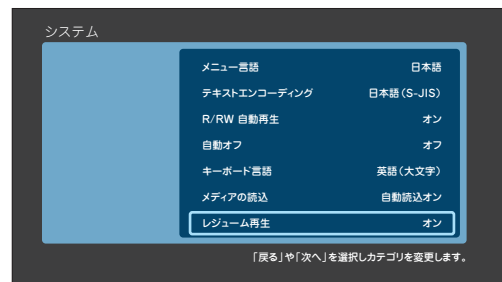 システム
メニュー言語 日本語
テキストエンコーディング 日本語(S-JIS)
R/RW 自動再生 オン
自動オフ オフ
キーボード言語 英語(大文字)
メディアの読込 自動読込オン
レジューム再生 オン
「戻る」や「次へ」を選択しカテゴリを変更します。